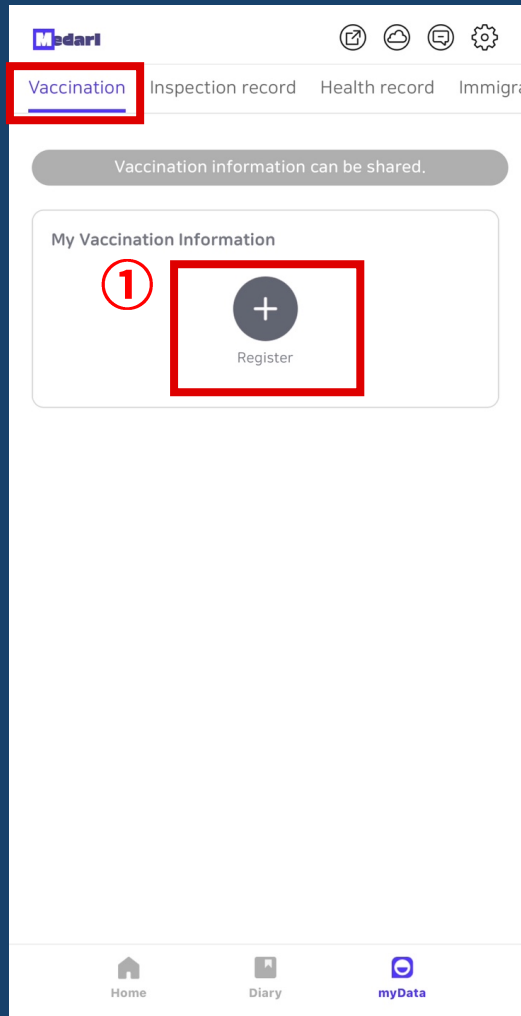 Medari
Vaccination Inspection record Health record Immigra
Vaccination information can be shared.
My Vaccination Information
①
Register
Home Diary myData